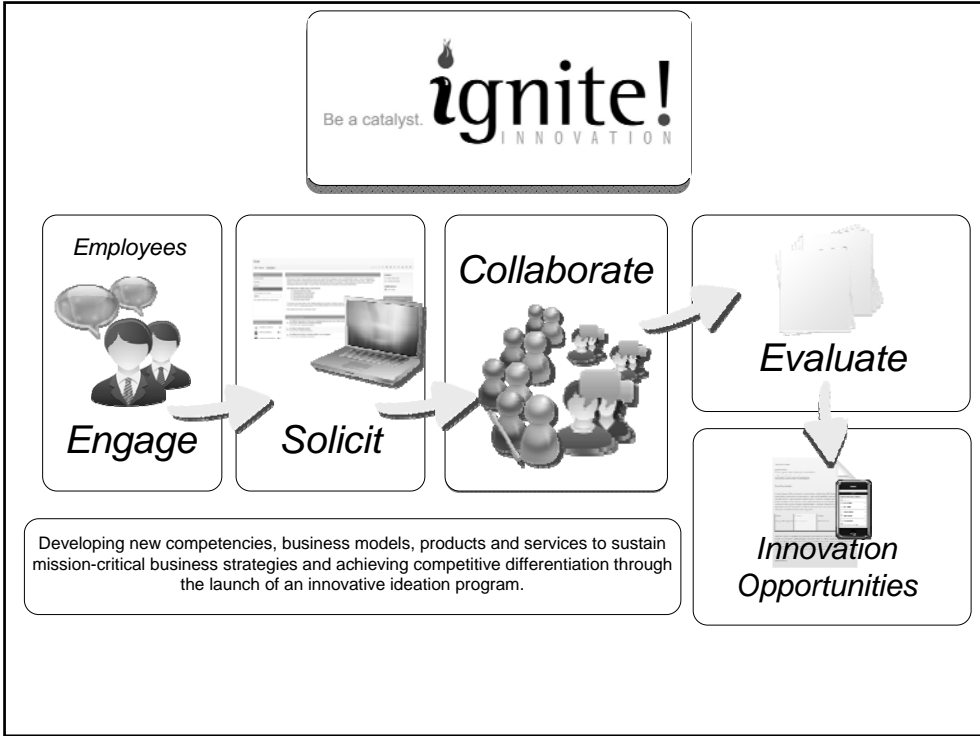 Be a catalyst.
ignite!
INNOVATION
Employees
Engage
Solicit
Collaborate
Evaluate
Innovation
Opportunities
Developing new competencies, business models, products and services to sustain
mission-critical business strategies and achieving competitive differentiation through
the launch of an innovative ideation program.